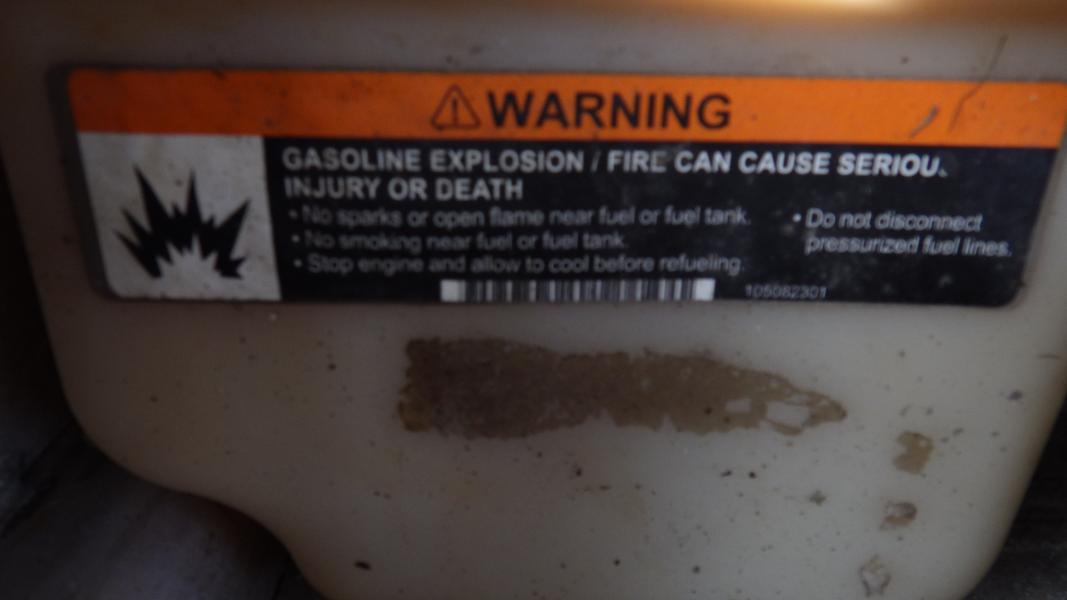 WARNING
GASOLINE EXPLOSION / FIRE CAN CAUSE SERIOU
INJURY OR DEATH
• No sparks or open flame near fuel or fuel tank.
• No smoking near fuel or fuel tank.
• Stop engine and allow to cool before refueling.
• Do not disconnect
pressurized fuel lines.
105082301